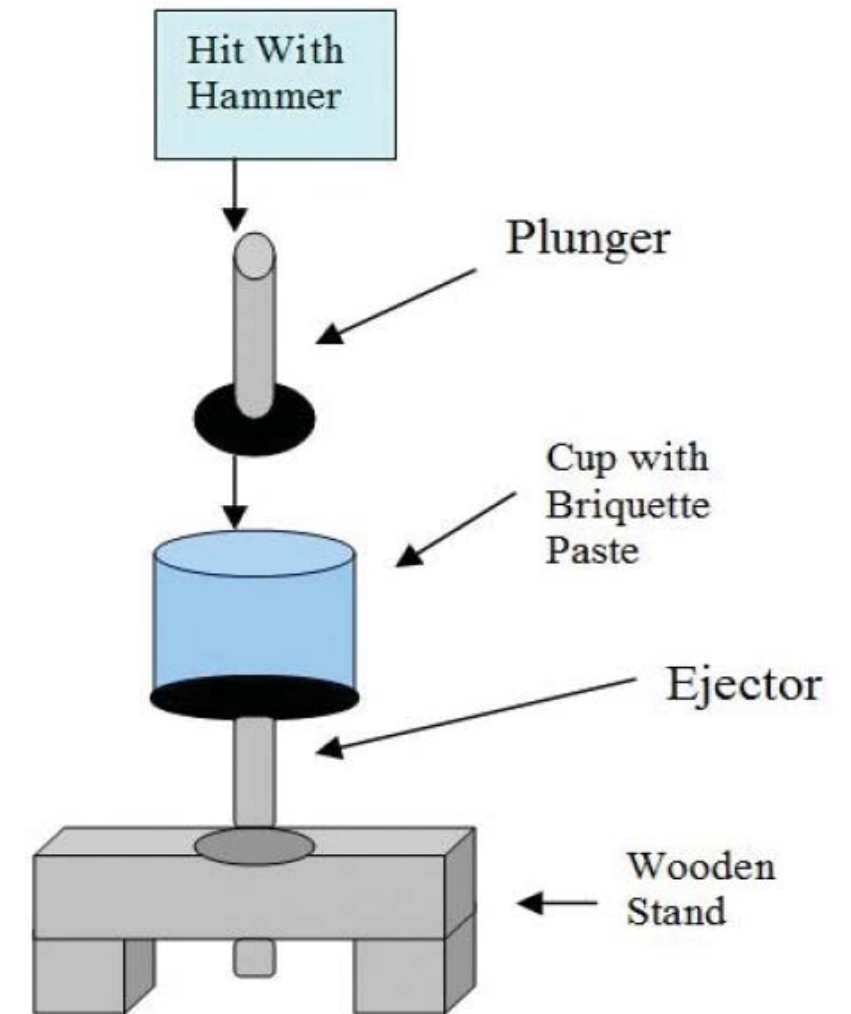 Hit With
Hammer
Plunger
Cup with
Briquette
Paste
Ejector
Wooden
Stand